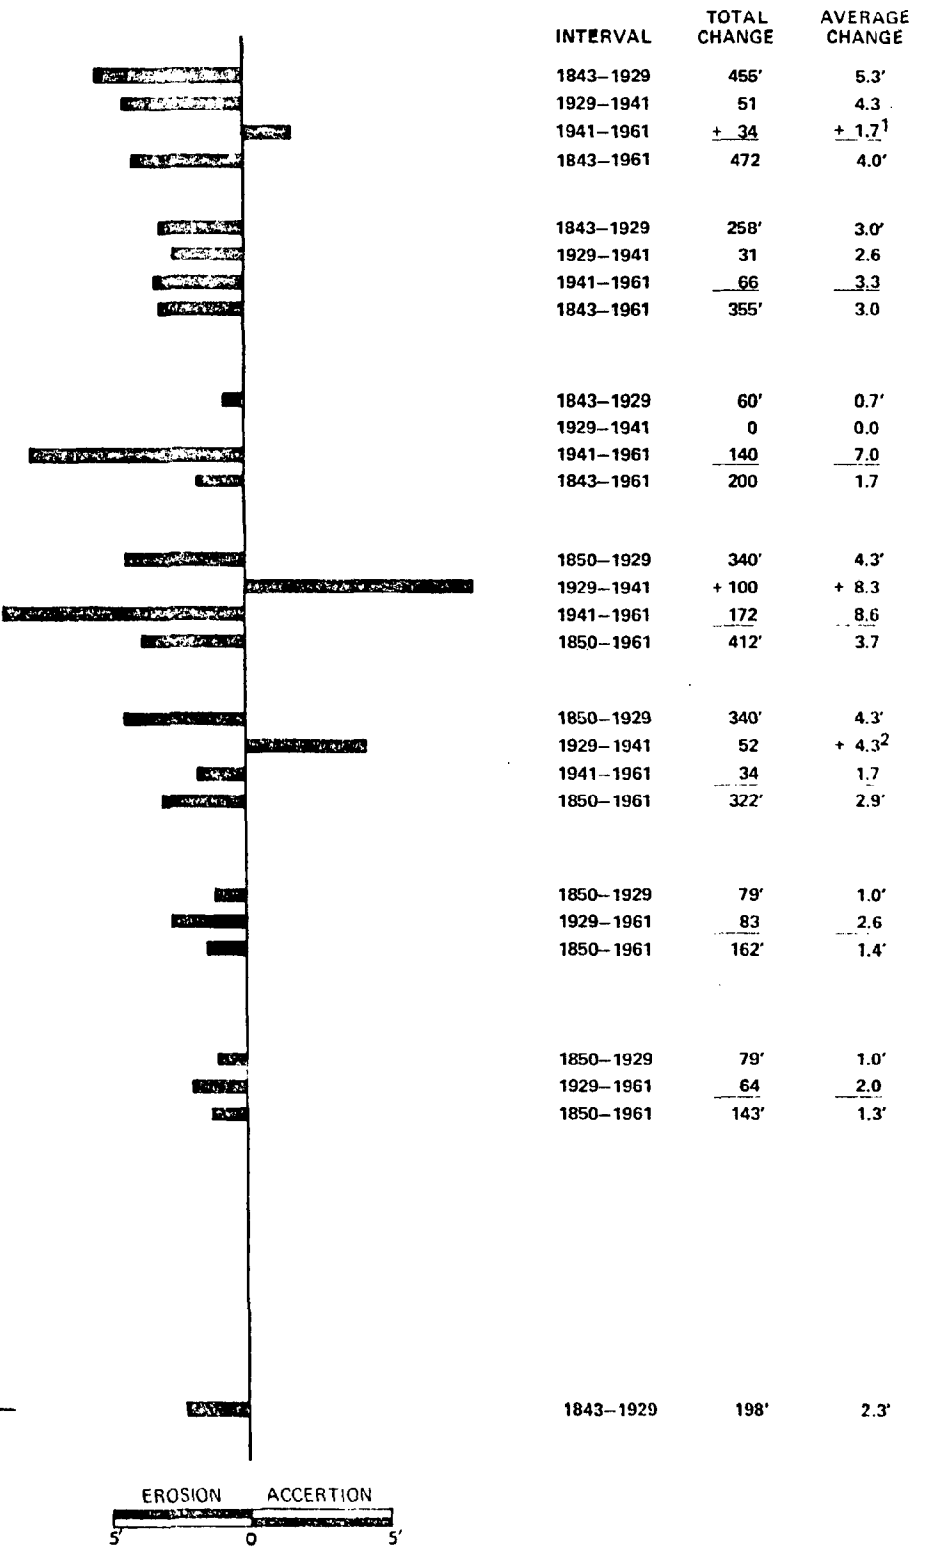 TOTAL AVERAGE
INTERVAL CHANGE CHANGE
1843–1929 455′ 5.3′
1929–1941 51 4.3
1941–1961 + 34 + 1.7¹
1843–1961 472 4.0′
1843–1929 258′ 3.0′
1929–1941 31 2.6
1941–1961 66 3.3
1843–1961 355′ 3.0
1843–1929 60′ 0.7′
1929–1941 0 0.0
1941–1961 140 7.0
1843–1961 200 1.7
1850–1929 340′ 4.3′
1929–1941 + 100 + 8.3
1941–1961 172 8.6
1850–1961 412′ 3.7
1850–1929 340′ 4.3′
1929–1941 52 + 4.3²
1941–1961 34 1.7
1850–1961 322′ 2.9′
1850–1929 79′ 1.0′
1929–1961 83 2.6
1850–1961 162′ 1.4′
1850–1929 79′ 1.0′
1929–1961 64 2.0
1850–1961 143′ 1.3′
1843–1929 198′ 2.3′
EROSION ACCERTION
5′ 0 5′